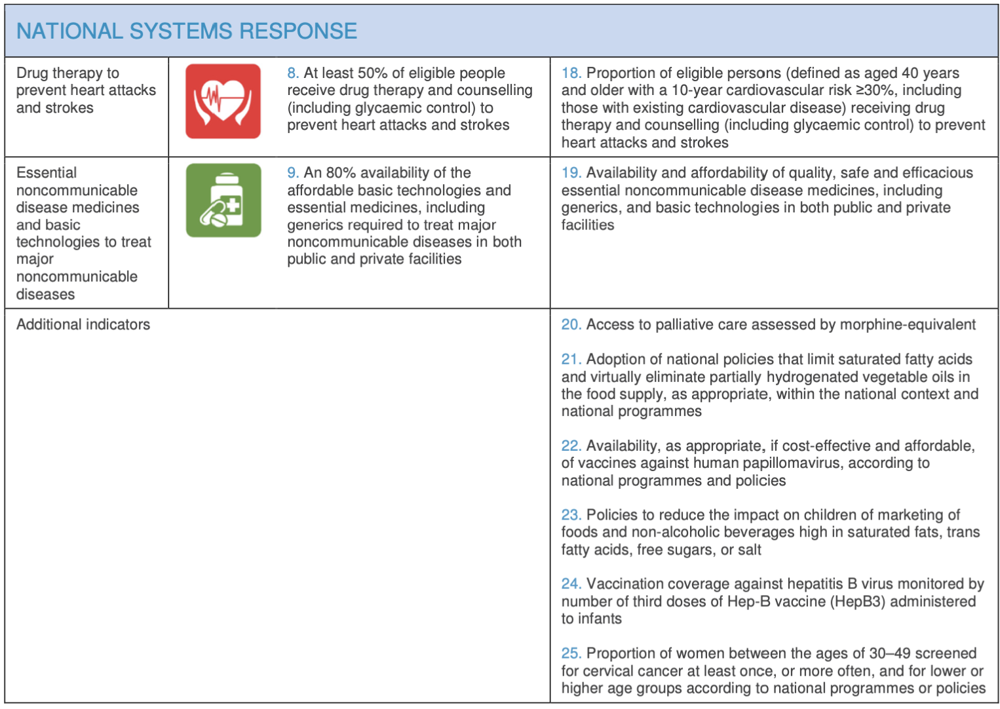 NATIONAL SYSTEMS RESPONSE
Drug therapy to
prevent heart attacks
and strokes
8. At least 50% of eligible people
receive drug therapy and counselling
(including glycaemic control) to
prevent heart attacks and strokes
18. Proportion of eligible persons (defined as aged 40 years
and older with a 10-year cardiovascular risk ≥30%, including
those with existing cardiovascular disease) receiving drug
therapy and counselling (including glycaemic control) to prevent
heart attacks and strokes
Essential
noncommunicable
disease medicines
and basic
technologies to treat
major
noncommunicable
diseases
9. An 80% availability of the
affordable basic technologies and
essential medicines, including
generics required to treat major
noncommunicable diseases in both
public and private facilities
19. Availability and affordability of quality, safe and efficacious
essential noncommunicable disease medicines, including
generics, and basic technologies in both public and private
facilities
Additional indicators
20. Access to palliative care assessed by morphine-equivalent
21. Adoption of national policies that limit saturated fatty acids
and virtually eliminate partially hydrogenated vegetable oils in
the food supply, as appropriate, within the national context and
national programmes
22. Availability, as appropriate, if cost-effective and affordable,
of vaccines against human papillomavirus, according to
national programmes and policies
23. Policies to reduce the impact on children of marketing of
foods and non-alcoholic beverages high in saturated fats, trans
fatty acids, free sugars, or salt
24. Vaccination coverage against hepatitis B virus monitored by
number of third doses of Hep-B vaccine (HepB3) administered
to infants
25. Proportion of women between the ages of 30–49 screened
for cervical cancer at least once, or more often, and for lower or
higher age groups according to national programmes or policies